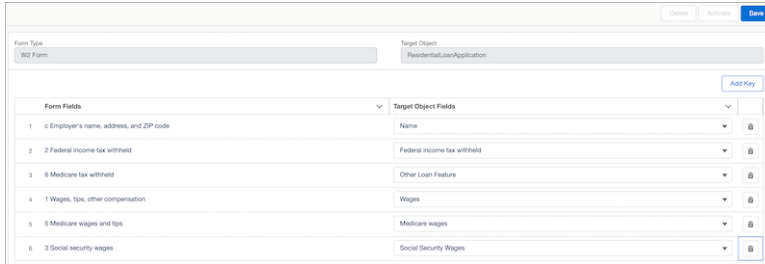 Delete Activate Save
Form Type Target Object
W2 Form ResidentialLoanApplication
Add Key
Form Fields Target Object Fields
1 c Employer's name, address, and ZIP code Name
2 2 Federal income tax withheld Federal income tax withheld
3 6 Medicare tax withheld Other Loan Feature
4 1 Wages, tips, other compensation Wages
5 5 Medicare wages and tips Medicare wages
6 3 Social security wages Social Security Wages